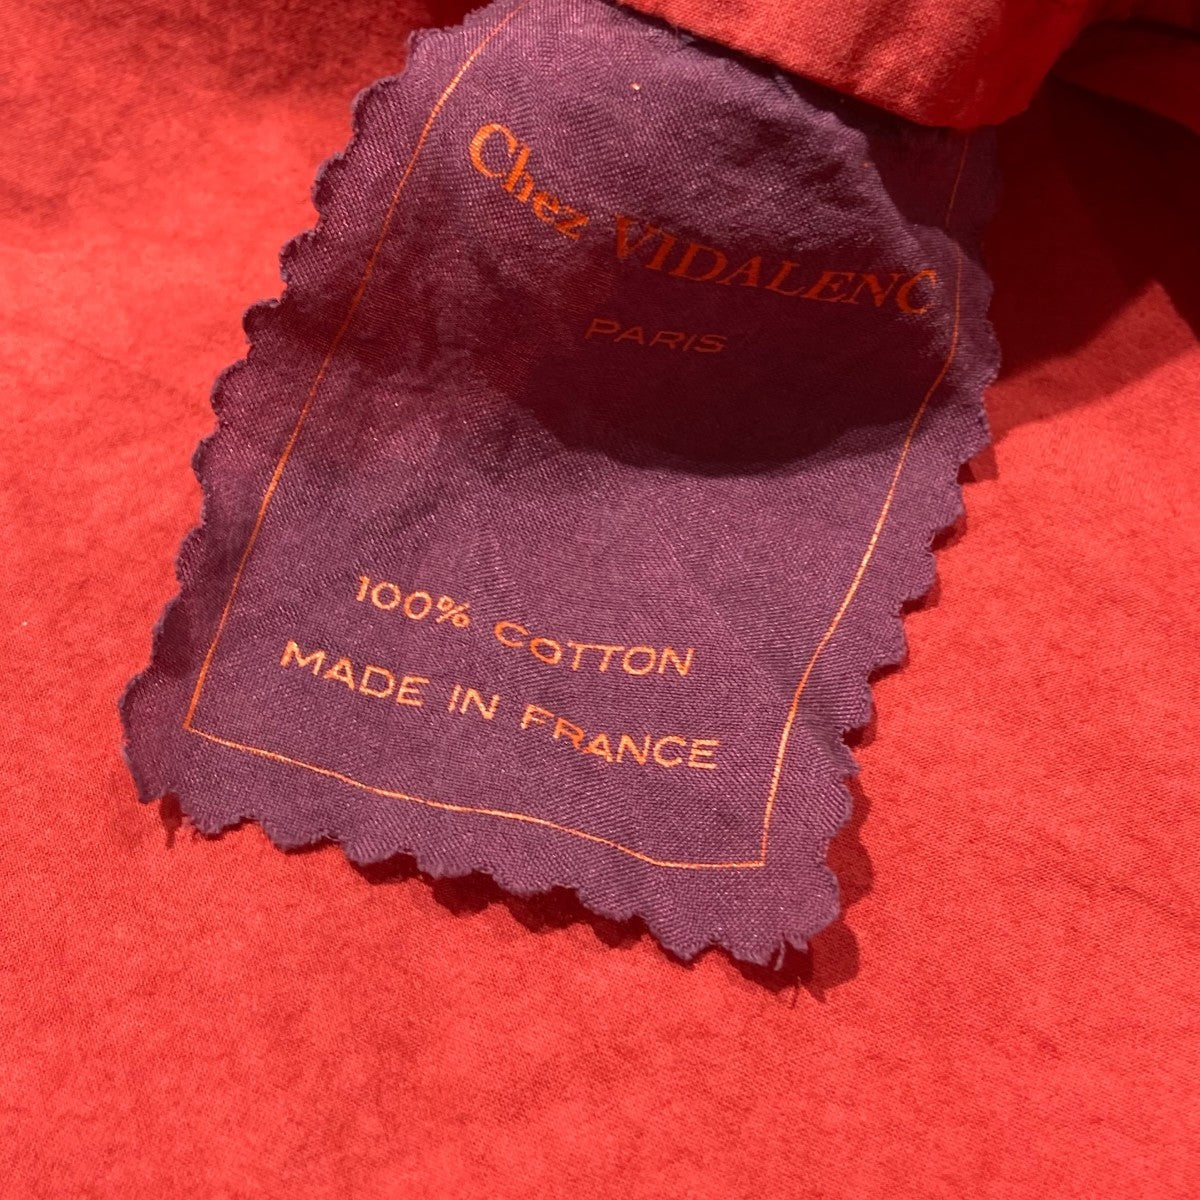 Chez VIDALENC
PARIS
100% COTTON
MADE IN FRANCE